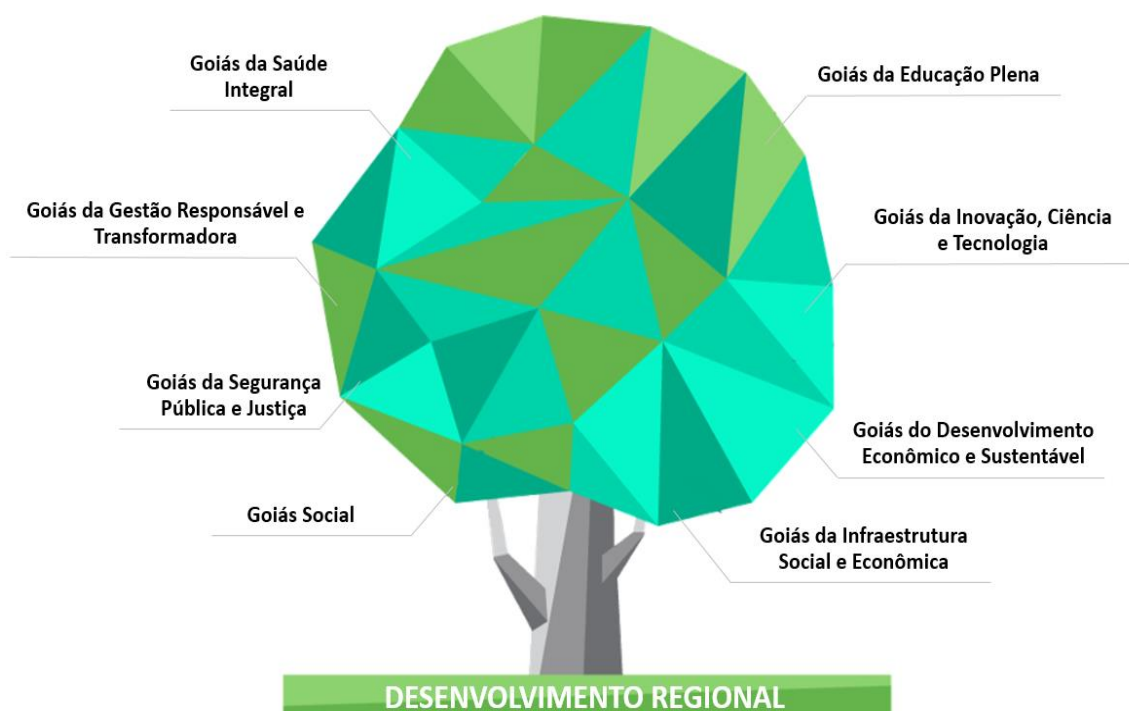 Goiás da Saúde
Integral
Goiás da Educação Plena
Goiás da Gestão Responsável e
Transformadora
Goiás da Inovação, Ciência
e Tecnologia
Goiás da Segurança
Pública e Justiça
Goiás do Desenvolvimento
Econômico e Sustentável
Goiás Social
Goiás da Infraestrutura
Social e Econômica
DESENVOLVIMENTO REGIONAL